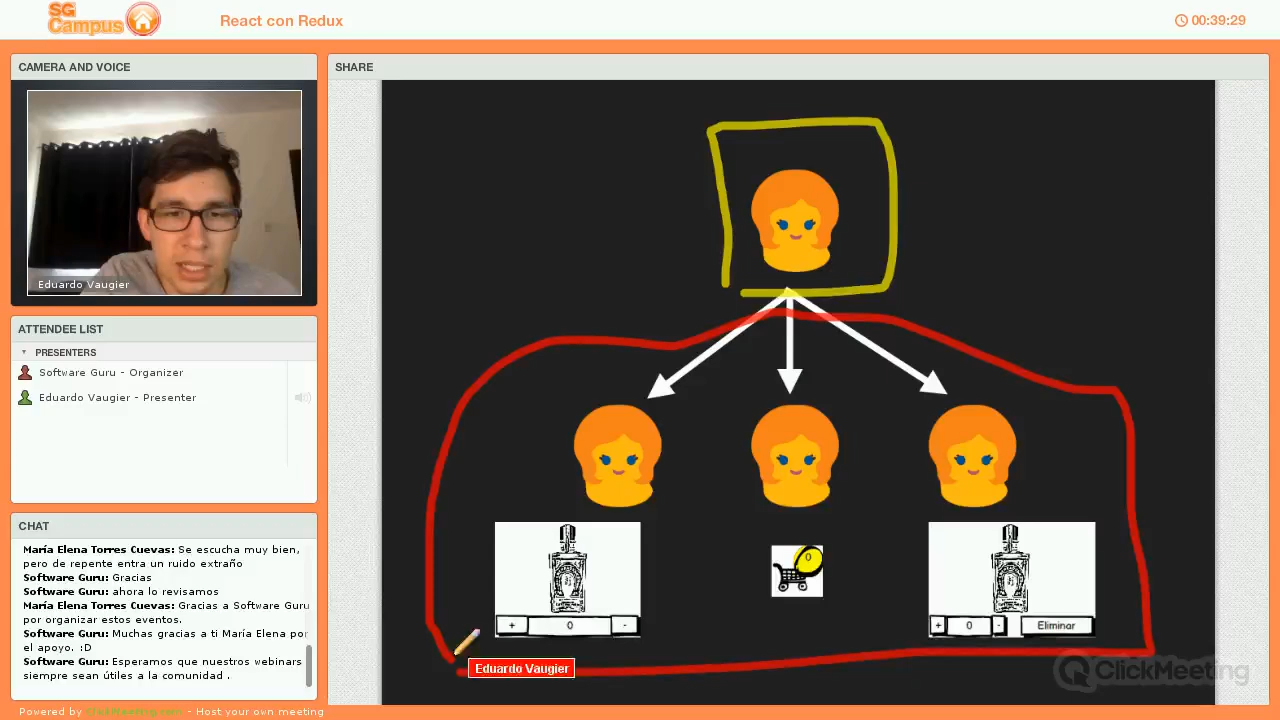 SG
Campus
React con Redux
00:39:29
CAMERA AND VOICE
Eduardo Vaugier
ATTENDEE LIST
PRESENTERS
Software Guru - Organizer
Eduardo Vaugier - Presenter
CHAT
María Elena Torres Cuevas: Se escucha muy bien,
pero de repente entra un ruido extraño
Software Guru: Gracias
Software Guru: ahora lo revisamos
María Elena Torres Cuevas: Gracias a Software Guru
por organizar estos eventos.
Software Guru: Muchas gracias a ti María Elena por
el apoyo. :D
Software Guru: Esperamos que nuestros webinars
siempre sean útiles a la comunidad .
Powered by ClickMeeting.com - Host your own meeting
SHARE
0
+ 0 -
+ 0 - Eliminar
Eduardo Vaugier
ClickMeeting